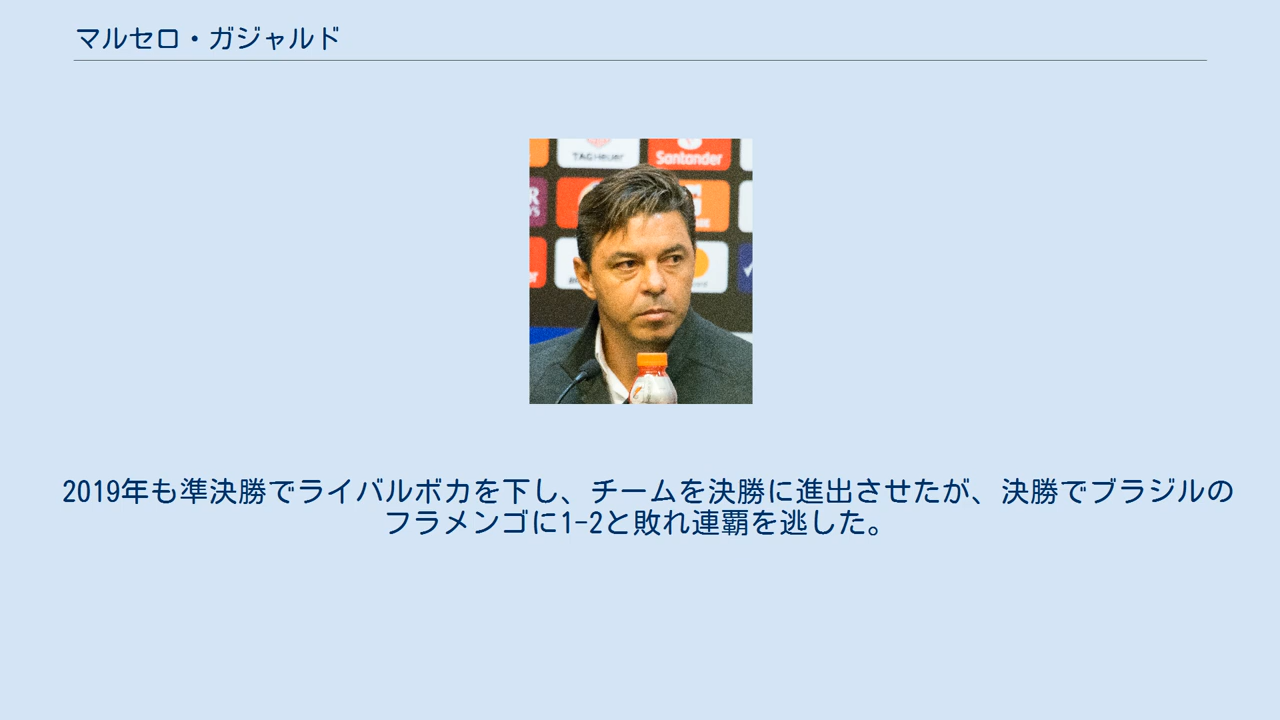 マルセロ・ガジャルド
TAGHeuer
Santander
2019年も準決勝でライバルボカを下し、チームを決勝に進出させたが、決勝でブラジルの
フラメンゴに1-2と敗れ連覇を逃した。